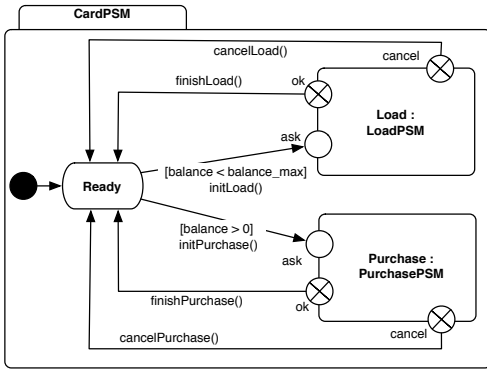 CardPSM
cancelLoad()
cancel
finishLoad()
ok
Load :
LoadPSM
ask
[balance < balance_max]
initLoad()
Ready
[balance > 0]
initPurchase()
ask
Purchase :
PurchasePSM
finishPurchase()
ok
cancel
cancelPurchase()